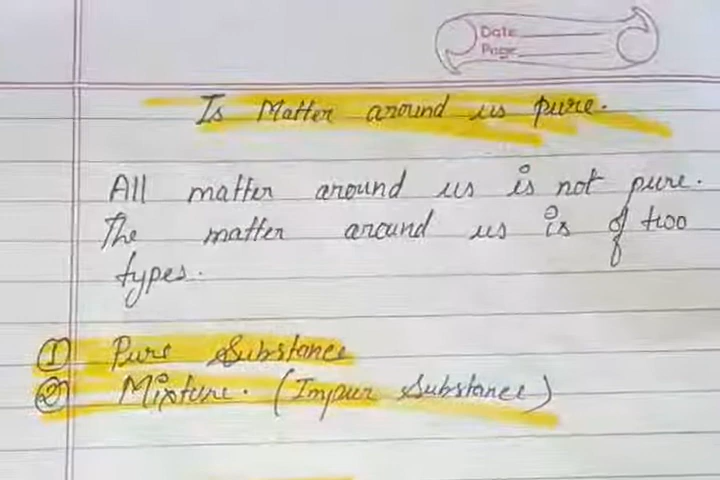 Date
Page
Is Matter around us pure.
All matter around us is not pure.
The matter around us is of two
types.
① Pure Substance
② Mixture. (Impur Substance)